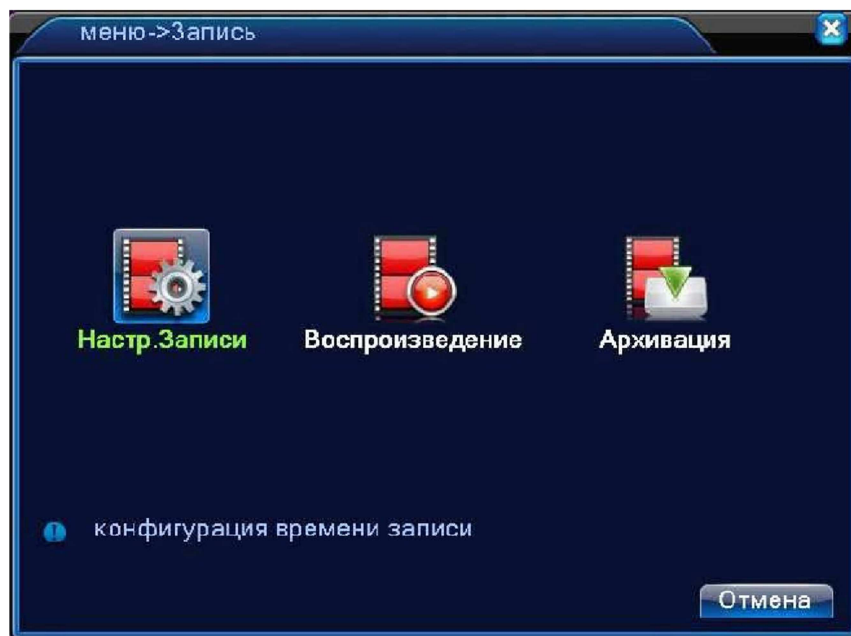 меню->Запись
Настр.Записи Воспроизведение Архивация
конфигурация времени записи
Отмена